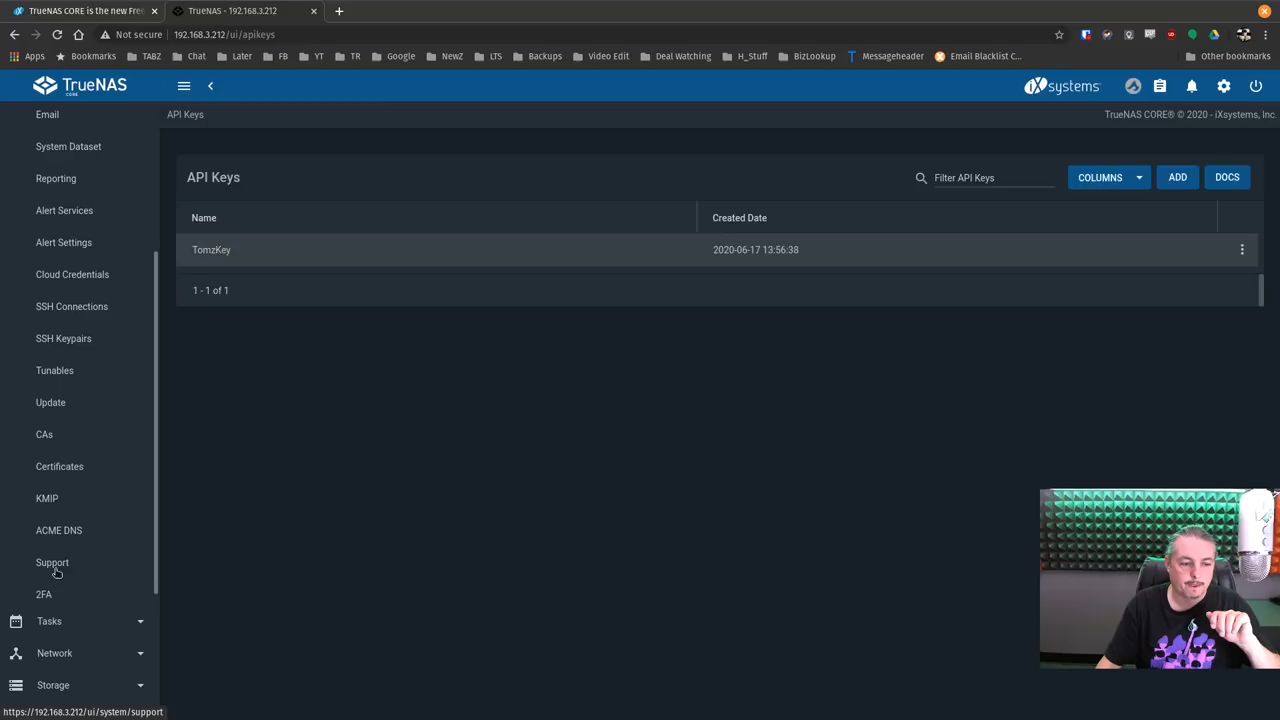 TrueNAS CORE is the new Free
TrueNAS - 192.168.3.212
Not secure
192.168.3.212/ui/apikeys
Apps
Bookmarks
TABZ
Chat
Later
FB
YT
TR
Google
NewZ
LTS
Backups
Video Edit
Deal Watching
H_Stuff
BizLookup
Messageheader
Email Blacklist C...
Other bookmarks
TrueNAS
CORE
iXsystems
Email
System Dataset
Reporting
Alert Services
Alert Settings
Cloud Credentials
SSH Connections
SSH Keypairs
Tunables
Update
CAs
Certificates
KMIP
ACME DNS
Support
2FA
Tasks
Network
Storage
API Keys
TrueNAS CORE® © 2020 - iXsystems, Inc.
API Keys
Filter API Keys
COLUMNS
ADD
DOCS
Name
Created Date
TomzKey
2020-06-17 13:56:38
1 - 1 of 1
https://192.168.3.212/ui/system/support